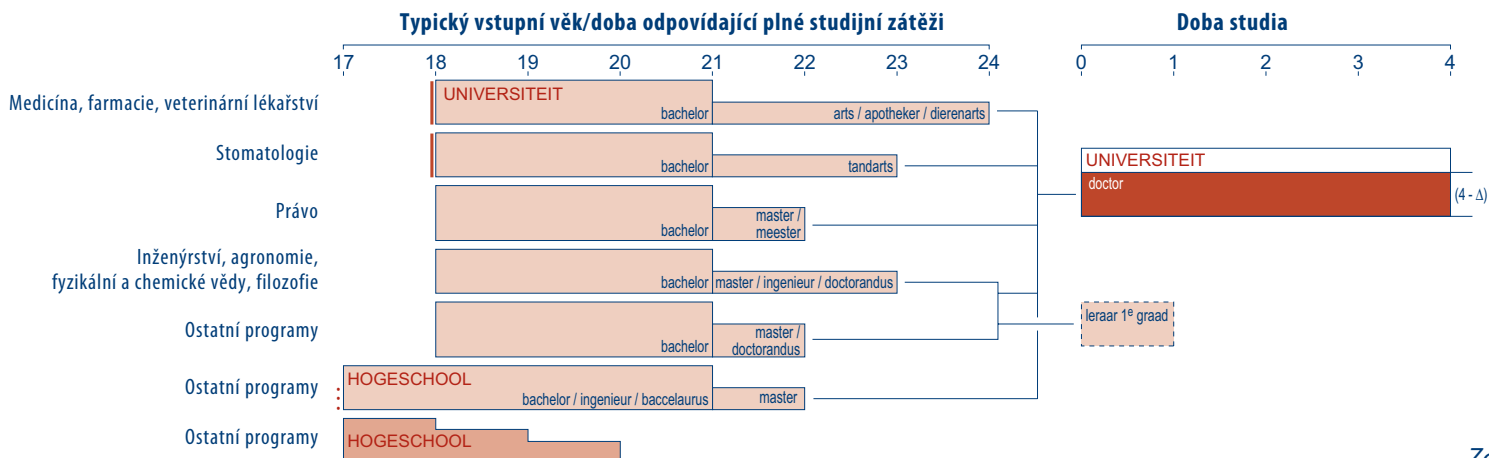 Typický vstupní věk/doba odpovídající plné studijní zátěži
Doba studia
17 18 19 20 21 22 23 24
0 1 2 3 4
Medicína, farmacie, veterinární lékařství
UNIVERSITEIT
bachelor
arts / apotheker / dierenarts
Stomatologie
bachelor
tandarts
UNIVERSITEIT
doctor
(4 - Δ)
Právo
bachelor
master /
meester
Inženýrství, agronomie,
fyzikální a chemické vědy, filozofie
bachelor
master / ingenieur / doctorandus
Ostatní programy
bachelor
master /
doctorandus
leraar 1e graad
Ostatní programy
HOGESCHOOL
bachelor / ingenieur / baccelaurus
master
Ostatní programy
HOGESCHOOL